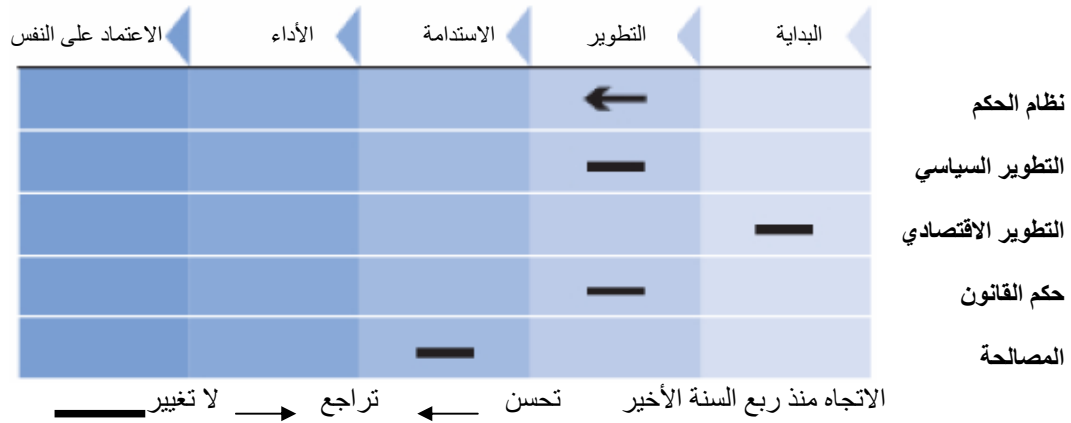 البداية التطوير الاستدامة الأداء الاعتماد على النفس
نظام الحكم
التطوير السياسي
التطوير الاقتصادي
حكم القانون
المصالحة
الاتجاه منذ ربع السنة الأخير تحسن تراجع لا تغيير